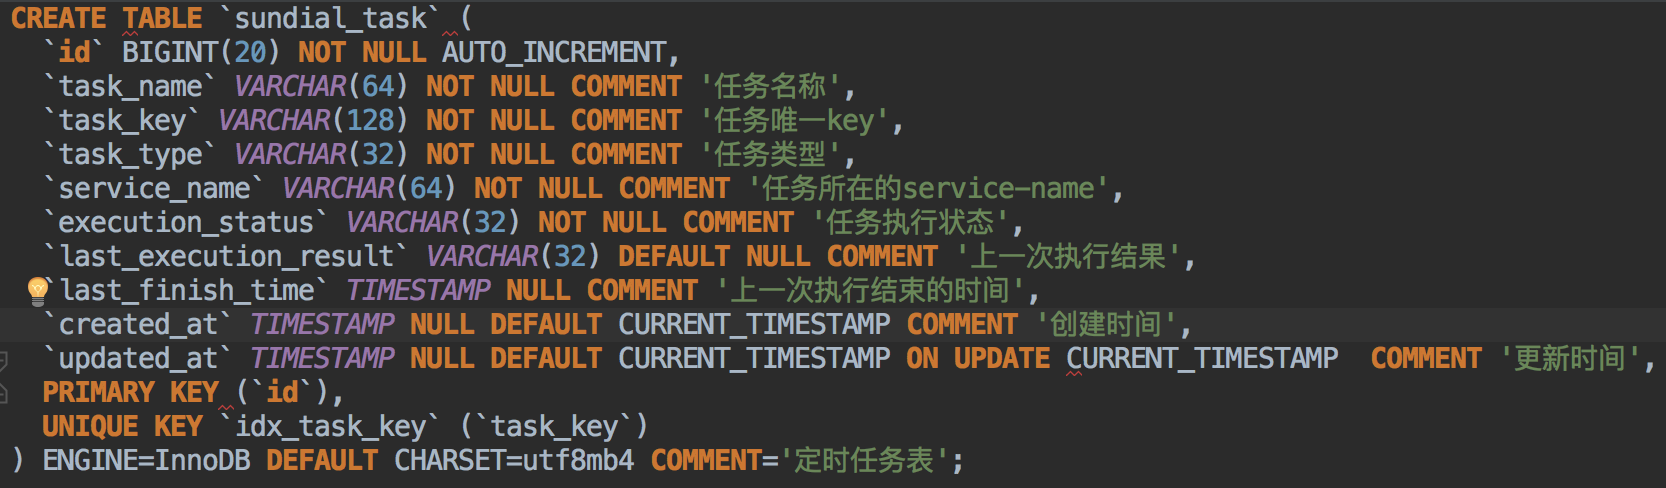 CREATE TABLE `sundial_task` (
`id` BIGINT(20) NOT NULL AUTO_INCREMENT,
`task_name` VARCHAR(64) NOT NULL COMMENT '任务名称',
`task_key` VARCHAR(128) NOT NULL COMMENT '任务唯一key',
`task_type` VARCHAR(32) NOT NULL COMMENT '任务类型',
`service_name` VARCHAR(64) NOT NULL COMMENT '任务所在的service-name',
`execution_status` VARCHAR(32) NOT NULL COMMENT '任务执行状态',
`last_execution_result` VARCHAR(32) DEFAULT NULL COMMENT '上一次执行结果',
`last_finish_time` TIMESTAMP NULL COMMENT '上一次执行结束的时间',
`created_at` TIMESTAMP NULL DEFAULT CURRENT_TIMESTAMP COMMENT '创建时间',
`updated_at` TIMESTAMP NULL DEFAULT CURRENT_TIMESTAMP ON UPDATE CURRENT_TIMESTAMP  COMMENT '更新时间',
PRIMARY KEY (`id`),
UNIQUE KEY `idx_task_key` (`task_key`)
) ENGINE=InnoDB DEFAULT CHARSET=utf8mb4 COMMENT='定时任务表';